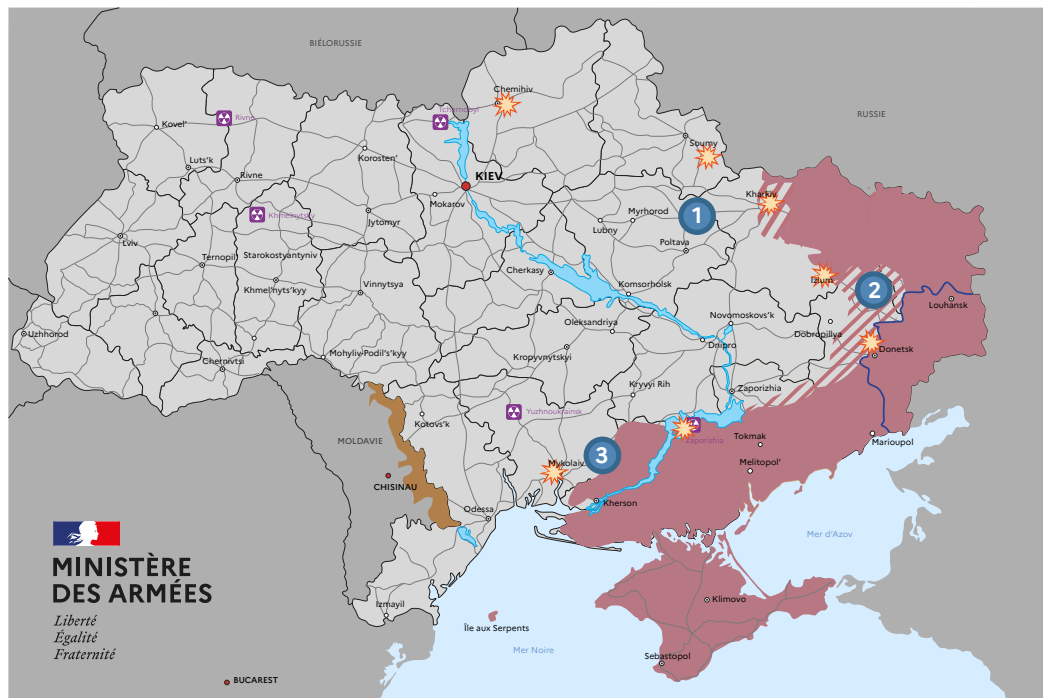 BIÉLORUSSIE
RUSSIE
Chernihiv
Tchernobyl
Rivne
Kovel'
Soumy
Korosten'
Luts'k
Rivne
KIEV
Kharkiv
Mokarov
Khmelnytsky
Jytomyr
Myrhorod
1
Lubny
Poltava
Lviv
Ternopil
Starokostyantyniv
Cherkasy
Izium
2
Khmel'nyts'kyy
Vinnytsya
Komsorholsk
Louhansk
Novomoskovs'k
Oleksandriya
Uzhhorod
Dobropillya
Dnipro
Donetsk
Mohyliv-Podil's'kyy
Kropyvnytskyi
Chernivtsi
Kryvyi Rih
Zaporizhia
Yuzhnoukrainsk
Kotovs'k
Zaporizhia
Tokmak
Marioupol
MOLDAVIE
3
Mykolaiv
Melitopol'
CHISINAU
Kherson
Odessa
Mer d'Azov
MINISTÈRE
DES ARMÉES
Liberté
Égalité
Fraternité
Izmayil
Klimovo
Île aux Serpents
Mer Noire
Sebastopol
BUCAREST